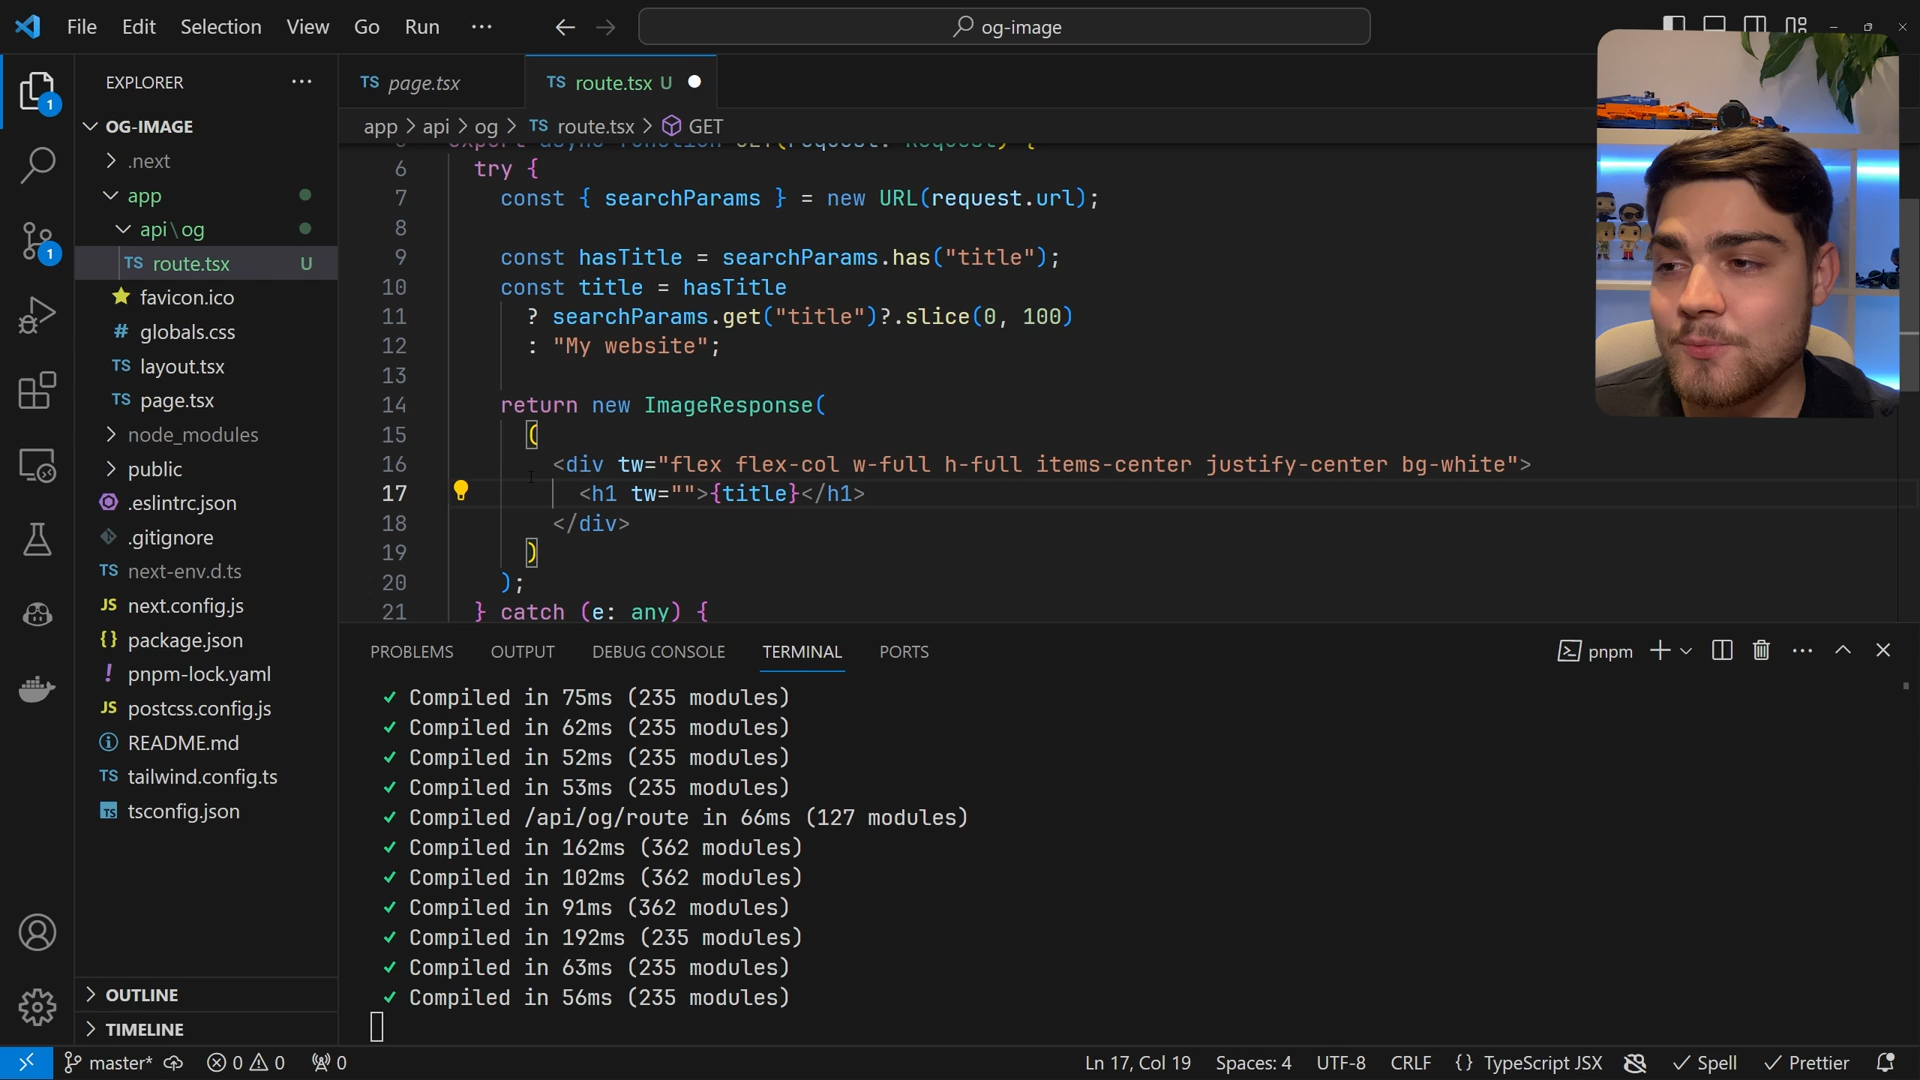 File Edit Selection View Go Run ···
og-image
EXPLORER ···
OG-IMAGE
.next
app
api\og
TS route.tsx U
favicon.ico
# globals.css
TS layout.tsx
TS page.tsx
node_modules
public
.eslintrc.json
.gitignore
TS next-env.d.ts
JS next.config.js
{} package.json
! pnpm-lock.yaml
JS postcss.config.js
README.md
TS tailwind.config.ts
TS tsconfig.json
OUTLINE
TIMELINE
1
1
TS page.tsx
TS route.tsx U
app > api > og > TS route.tsx > GET
6 try {
7 const { searchParams } = new URL(request.url);
8
9 const hasTitle = searchParams.has("title");
10 const title = hasTitle
11 ? searchParams.get("title")?.slice(0, 100)
12 : "My website";
13
14 return new ImageResponse(
15 (
16 <div tw="flex flex-col w-full h-full items-center justify-center bg-white">
17 <h1 tw="">{title}</h1>
18 </div>
19 )
20 );
21 } catch (e: any) {
PROBLEMS OUTPUT DEBUG CONSOLE TERMINAL PORTS
pnpm
✓ Compiled in 75ms (235 modules)
✓ Compiled in 62ms (235 modules)
✓ Compiled in 52ms (235 modules)
✓ Compiled in 53ms (235 modules)
✓ Compiled /api/og/route in 66ms (127 modules)
✓ Compiled in 162ms (362 modules)
✓ Compiled in 102ms (362 modules)
✓ Compiled in 91ms (362 modules)
✓ Compiled in 192ms (235 modules)
✓ Compiled in 63ms (235 modules)
✓ Compiled in 56ms (235 modules)
master* 0 0 0
Ln 17, Col 19 Spaces: 4 UTF-8 CRLF {} TypeScript JSX Spell Prettier